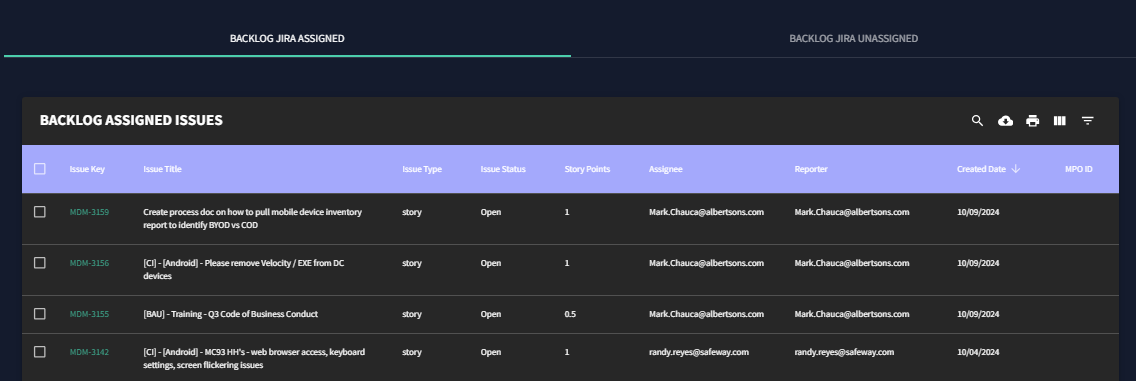 BACKLOG JIRA ASSIGNED
BACKLOG JIRA UNASSIGNED
BACKLOG ASSIGNED ISSUES
Issue Key Issue Title Issue Type Issue Status Story Points Assignee Reporter Created Date MPO ID
MDM-3159 Create process doc on how to pull mobile device inventory story Open 1 Mark.Chauca@albertsons.com Mark.Chauca@albertsons.com 10/09/2024
report to identify BYOD vs COD
MDM-3156 [CI] - [Android] - Please remove Velocity / EXE from DC story Open 1 Mark.Chauca@albertsons.com Mark.Chauca@albertsons.com 10/09/2024
devices
MDM-3155 [BAU] - Training - Q3 Code of Business Conduct story Open 0.5 Mark.Chauca@albertsons.com Mark.Chauca@albertsons.com 10/09/2024
MDM-3142 [CI] - [Android] - MC93 HH's - web browser access, keyboard story Open 1 randy.reyes@safeway.com randy.reyes@safeway.com 10/04/2024
settings, screen flickering issues